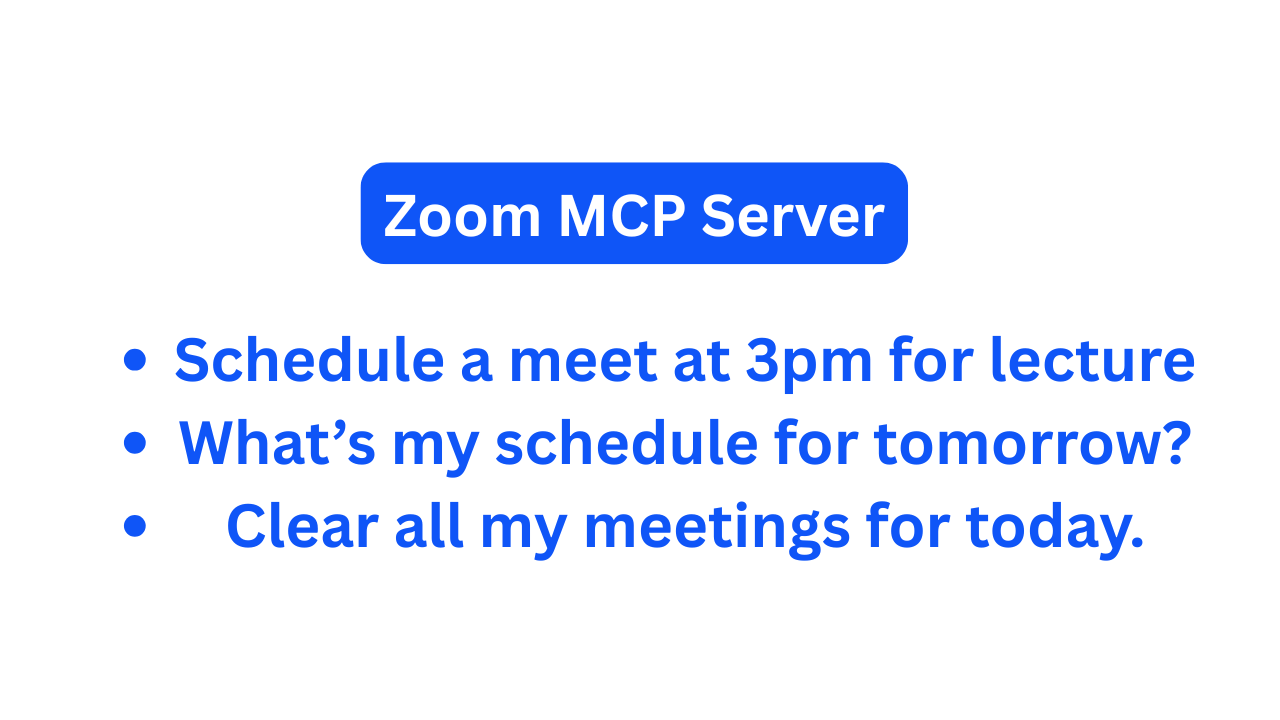 Zoom MCP Server
• Schedule a meet at 3pm for lecture
• What’s my schedule for tomorrow?
• Clear all my meetings for today.